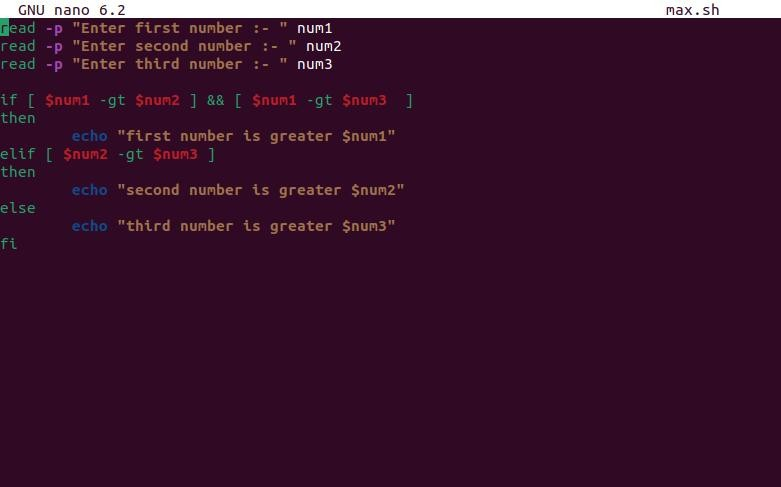 GNU nano 6.2 max.sh
read -p "Enter first number :- " num1
read -p "Enter second number :- " num2
read -p "Enter third number :- " num3

if [ $num1 -gt $num2 ] && [ $num1 -gt $num3  ]
then
        echo "first number is greater $num1"
elif [ $num2 -gt $num3 ]
then
        echo "second number is greater $num2"
else
        echo "third number is greater $num3"
fi